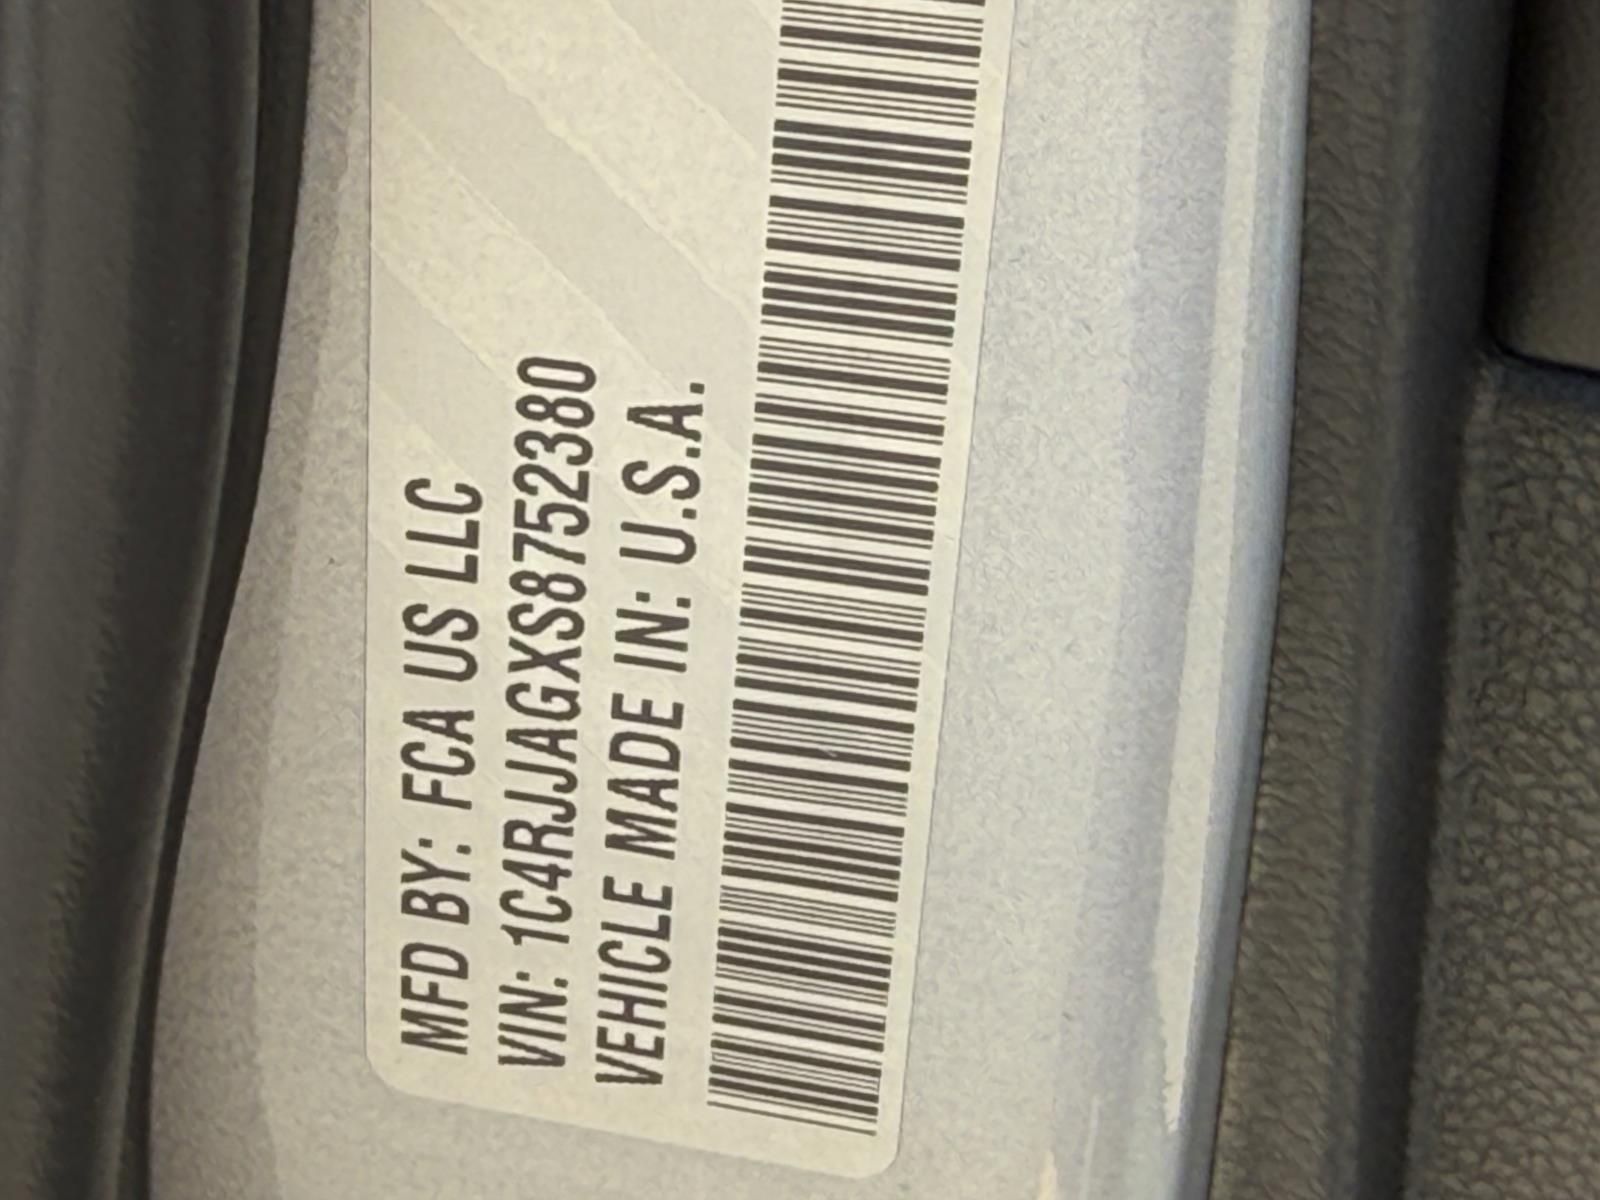 MFD BY: FCA US LLC
VIN: 1C4RJJAGXS8752380
VEHICLE MADE IN: U.S.A.